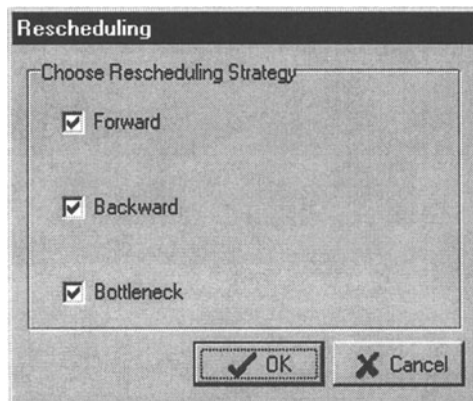 Rescheduling
Choose Rescheduling Strategy
Forward
Backward
Bottleneck
OK
Cancel